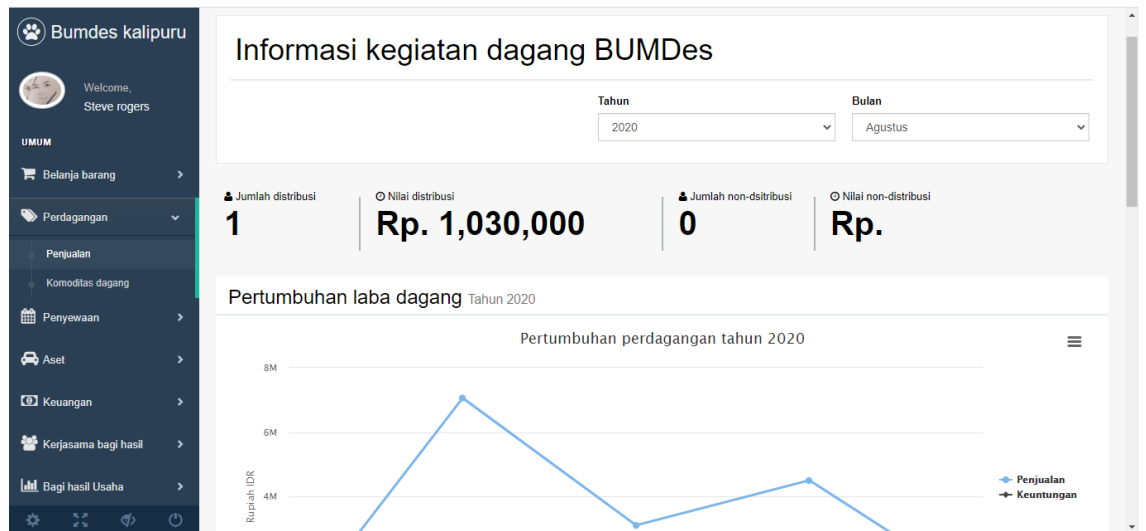 Bumdes kalipuru
Welcome,
Steve rogers
UMUM
Belanja barang
Perdagangan
Penjualan
Komoditas dagang
Penyewaan
Aset
Keuangan
Kerjasama bagi hasil
Bagi hasil Usaha
Informasi kegiatan dagang BUMDes
Tahun
2020
Bulan
Agustus
Jumlah distribusi
1
Nilai distribusi
Rp. 1,030,000
Jumlah non-dsitribusi
0
Nilai non-distribusi
Rp.
Pertumbuhan laba dagang Tahun 2020
Pertumbuhan perdagangan tahun 2020
8M
6M
4M
Rupiah IDR
Penjualan
Keuntungan